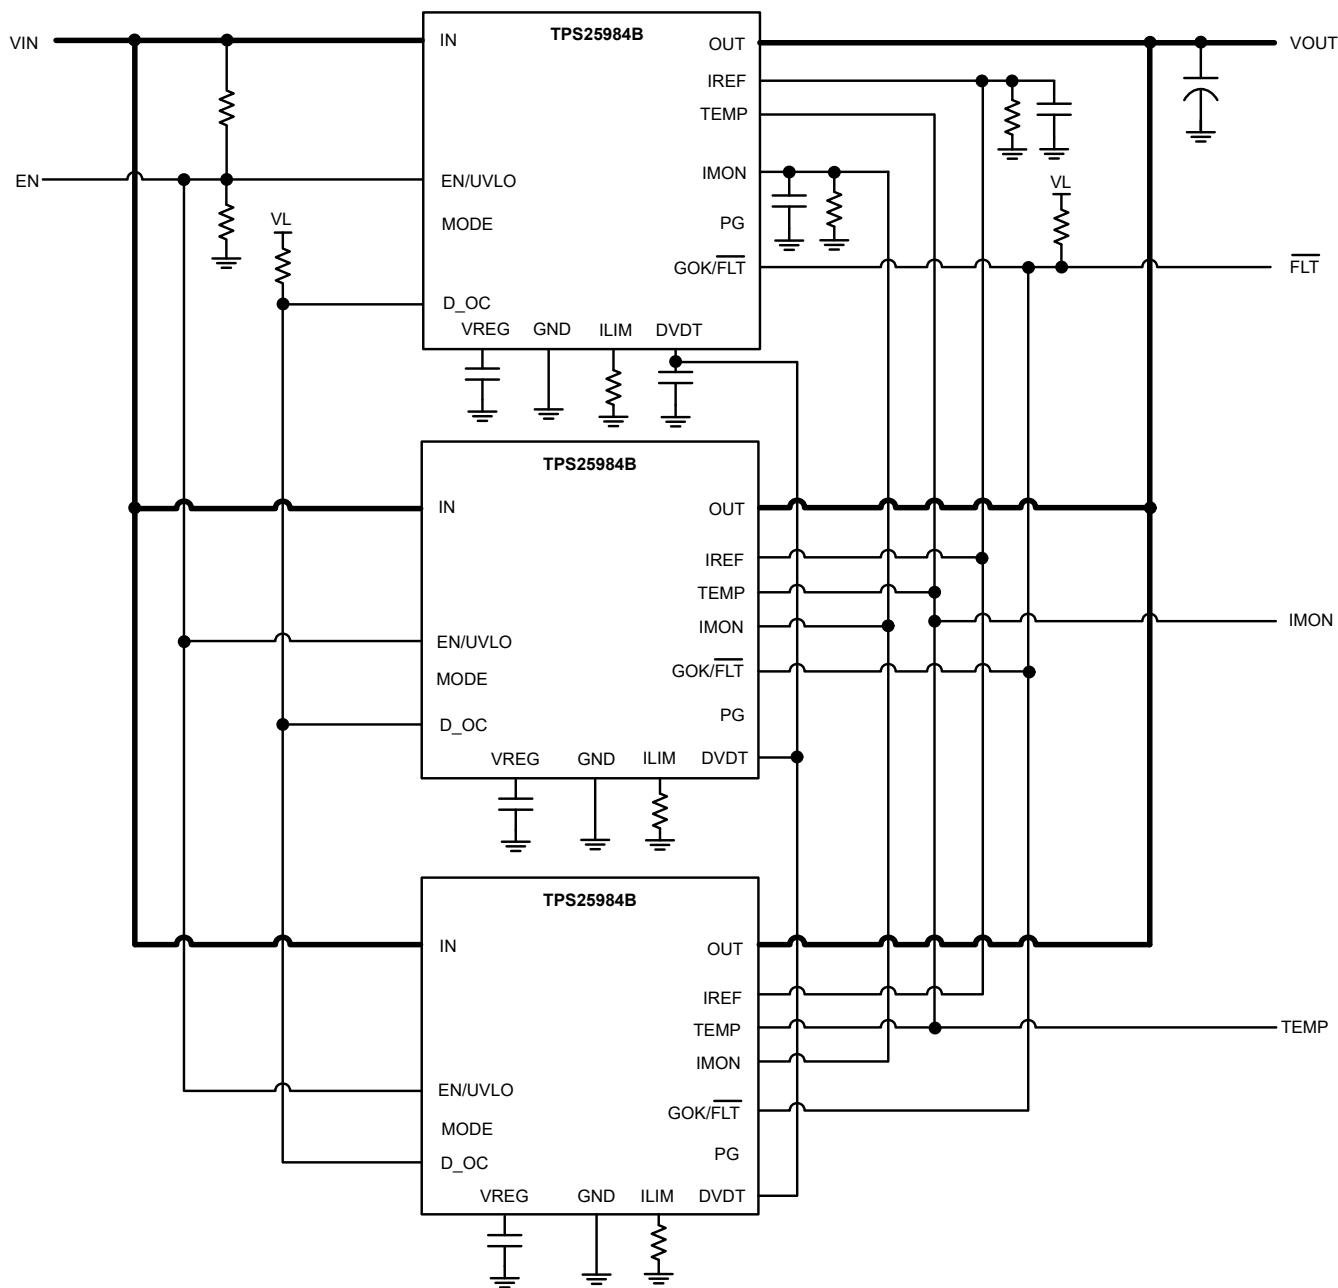 TPS25984B
VIN
IN
OUT
VOUT
IREF
TEMP
IMON
VL
EN
EN/UVLO
MODE
PG
VL
GOK/FLT
FLT
D_OC
VREG
GND
ILIM
DVDT
TPS25984B
IN
OUT
IREF
TEMP
IMON
IMON
EN/UVLO
GOK/FLT
MODE
PG
D_OC
VREG
GND
ILIM
DVDT
TPS25984B
IN
OUT
IREF
TEMP
TEMP
IMON
EN/UVLO
GOK/FLT
MODE
PG
D_OC
VREG
GND
ILIM
DVDT